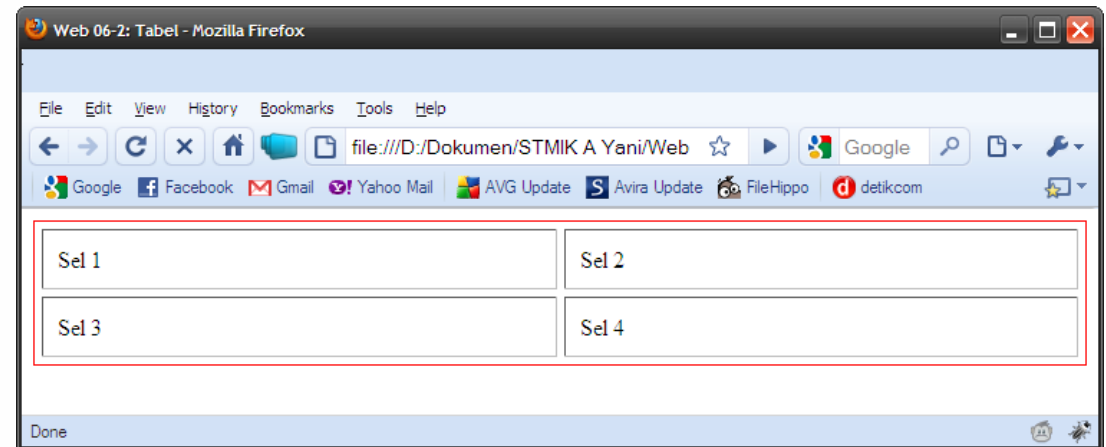 Web 06-2: Tabel - Mozilla Firefox
File Edit View History Bookmarks Tools Help
file:///D:/Dokumen/STMIK A Yani/Web Google
Google Facebook Gmail Yahoo Mail AVG Update S Avira Update FileHippo d detikcom
Sel 1 Sel 2
Sel 3 Sel 4
Done